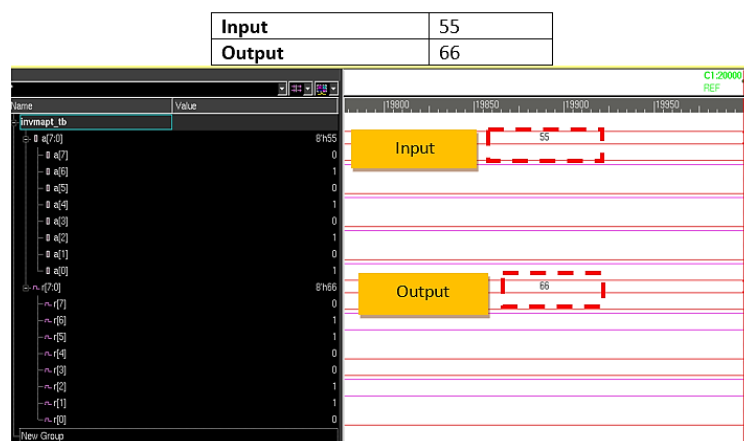 Input 55
Output 66
C1:20000
REF
Name Value
19800 19850 19900 19950
invmapt_tb
a[7:0] 8'h55
a[7] 0
a[6] 1
a[5] 0
a[4] 1
a[3] 0
a[2] 1
a[1] 0
a[0] 1
r[7:0] 8'h66
r[7] 0
r[6] 1
r[5] 1
r[4] 0
r[3] 0
r[2] 1
r[1] 1
r[0] 0
New Group
Input
55
Output
66